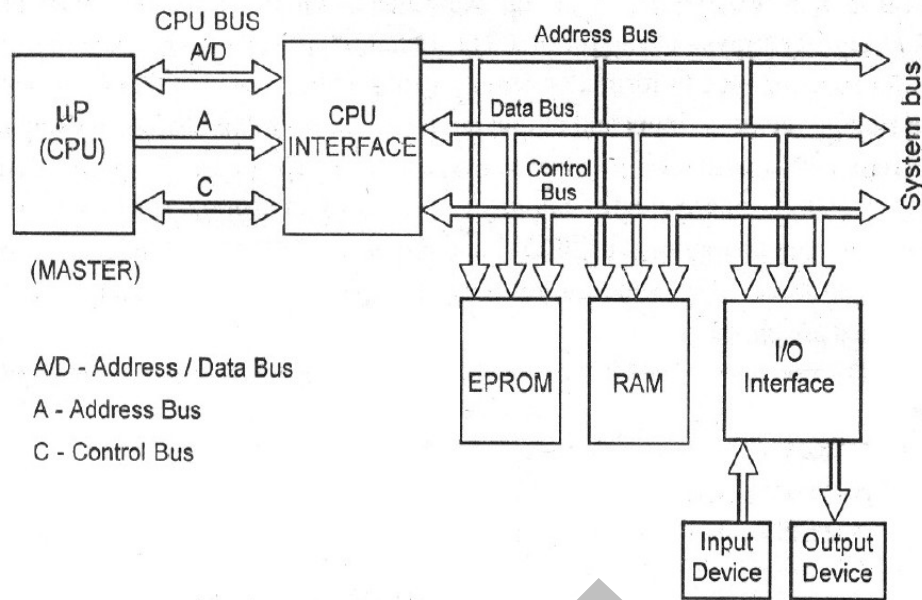 CPU BUS
A/D
Address Bus
µP
(CPU)
CPU
INTERFACE
Data Bus
A
Control
Bus
C
System bus
(MASTER)
A/D - Address / Data Bus
A - Address Bus
C - Control Bus
EPROM
RAM
I/O
Interface
Input
Device
Output
Device